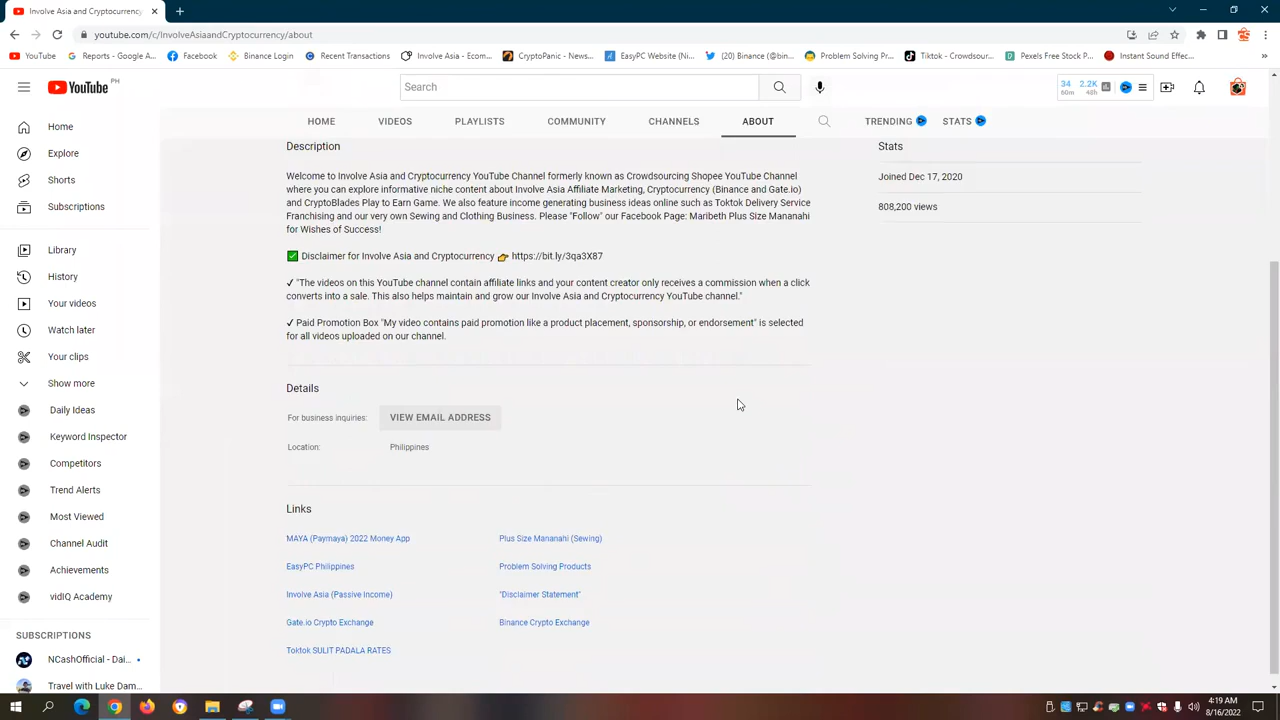 Involve Asia and Cryptocurrency
youtube.com/c/InvolveAsiaandCryptocurrency/about
YouTube
Reports - Google A...
Facebook
Binance Login
Recent Transactions
Involve Asia - Ecom...
CryptoPanic - News...
EasyPC Website (Ni...
(20) Binance (@bin...
Problem Solving Pr...
Tiktok - Crowdsour...
Pexels Free Stock P...
Instant Sound Effec...
»
YouTube PH
Search
34 60m
2.2K 48h
HOME
VIDEOS
PLAYLISTS
COMMUNITY
CHANNELS
ABOUT
TRENDING
STATS
Home
Explore
Shorts
Subscriptions
Library
History
Your videos
Watch later
Your clips
Show more
Daily Ideas
Keyword Inspector
Competitors
Trend Alerts
Most Viewed
Channel Audit
Achievements
vidIQ Academy
SUBSCRIPTIONS
NCashOfficial - Dai...
Travel with Luke Dam...
Description
Welcome to Involve Asia and Cryptocurrency YouTube Channel formerly known as Crowdsourcing Shopee YouTube Channel
where you can explore informative niche content about Involve Asia Affiliate Marketing, Cryptocurrency (Binance and Gate.io)
and CryptoBlades Play to Earn Game. We also feature income generating business ideas online such as Toktok Delivery Service
Franchising and our very own Sewing and Clothing Business. Please "Follow" our Facebook Page: Maribeth Plus Size Mananahi
for Wishes of Success!
✅ Disclaimer for Involve Asia and Cryptocurrency 👉 https://bit.ly/3qa3X87
✓ "The videos on this YouTube channel contain affiliate links and your content creator only receives a commission when a click
converts into a sale. This also helps maintain and grow our Involve Asia and Cryptocurrency YouTube channel."
✓ Paid Promotion Box "My video contains paid promotion like a product placement, sponsorship, or endorsement" is selected
for all videos uploaded on our channel.
Details
For business inquiries: VIEW EMAIL ADDRESS
Location: Philippines
Links
MAYA (Paymaya) 2022 Money App
Plus Size Mananahi (Sewing)
EasyPC Philippines
Problem Solving Products
Involve Asia (Passive Income)
"Disclaimer Statement"
Gate.io Crypto Exchange
Binance Crypto Exchange
Toktok SULIT PADALA RATES
Stats
Joined Dec 17, 2020
808,200 views
4:19 AM
8/16/2022